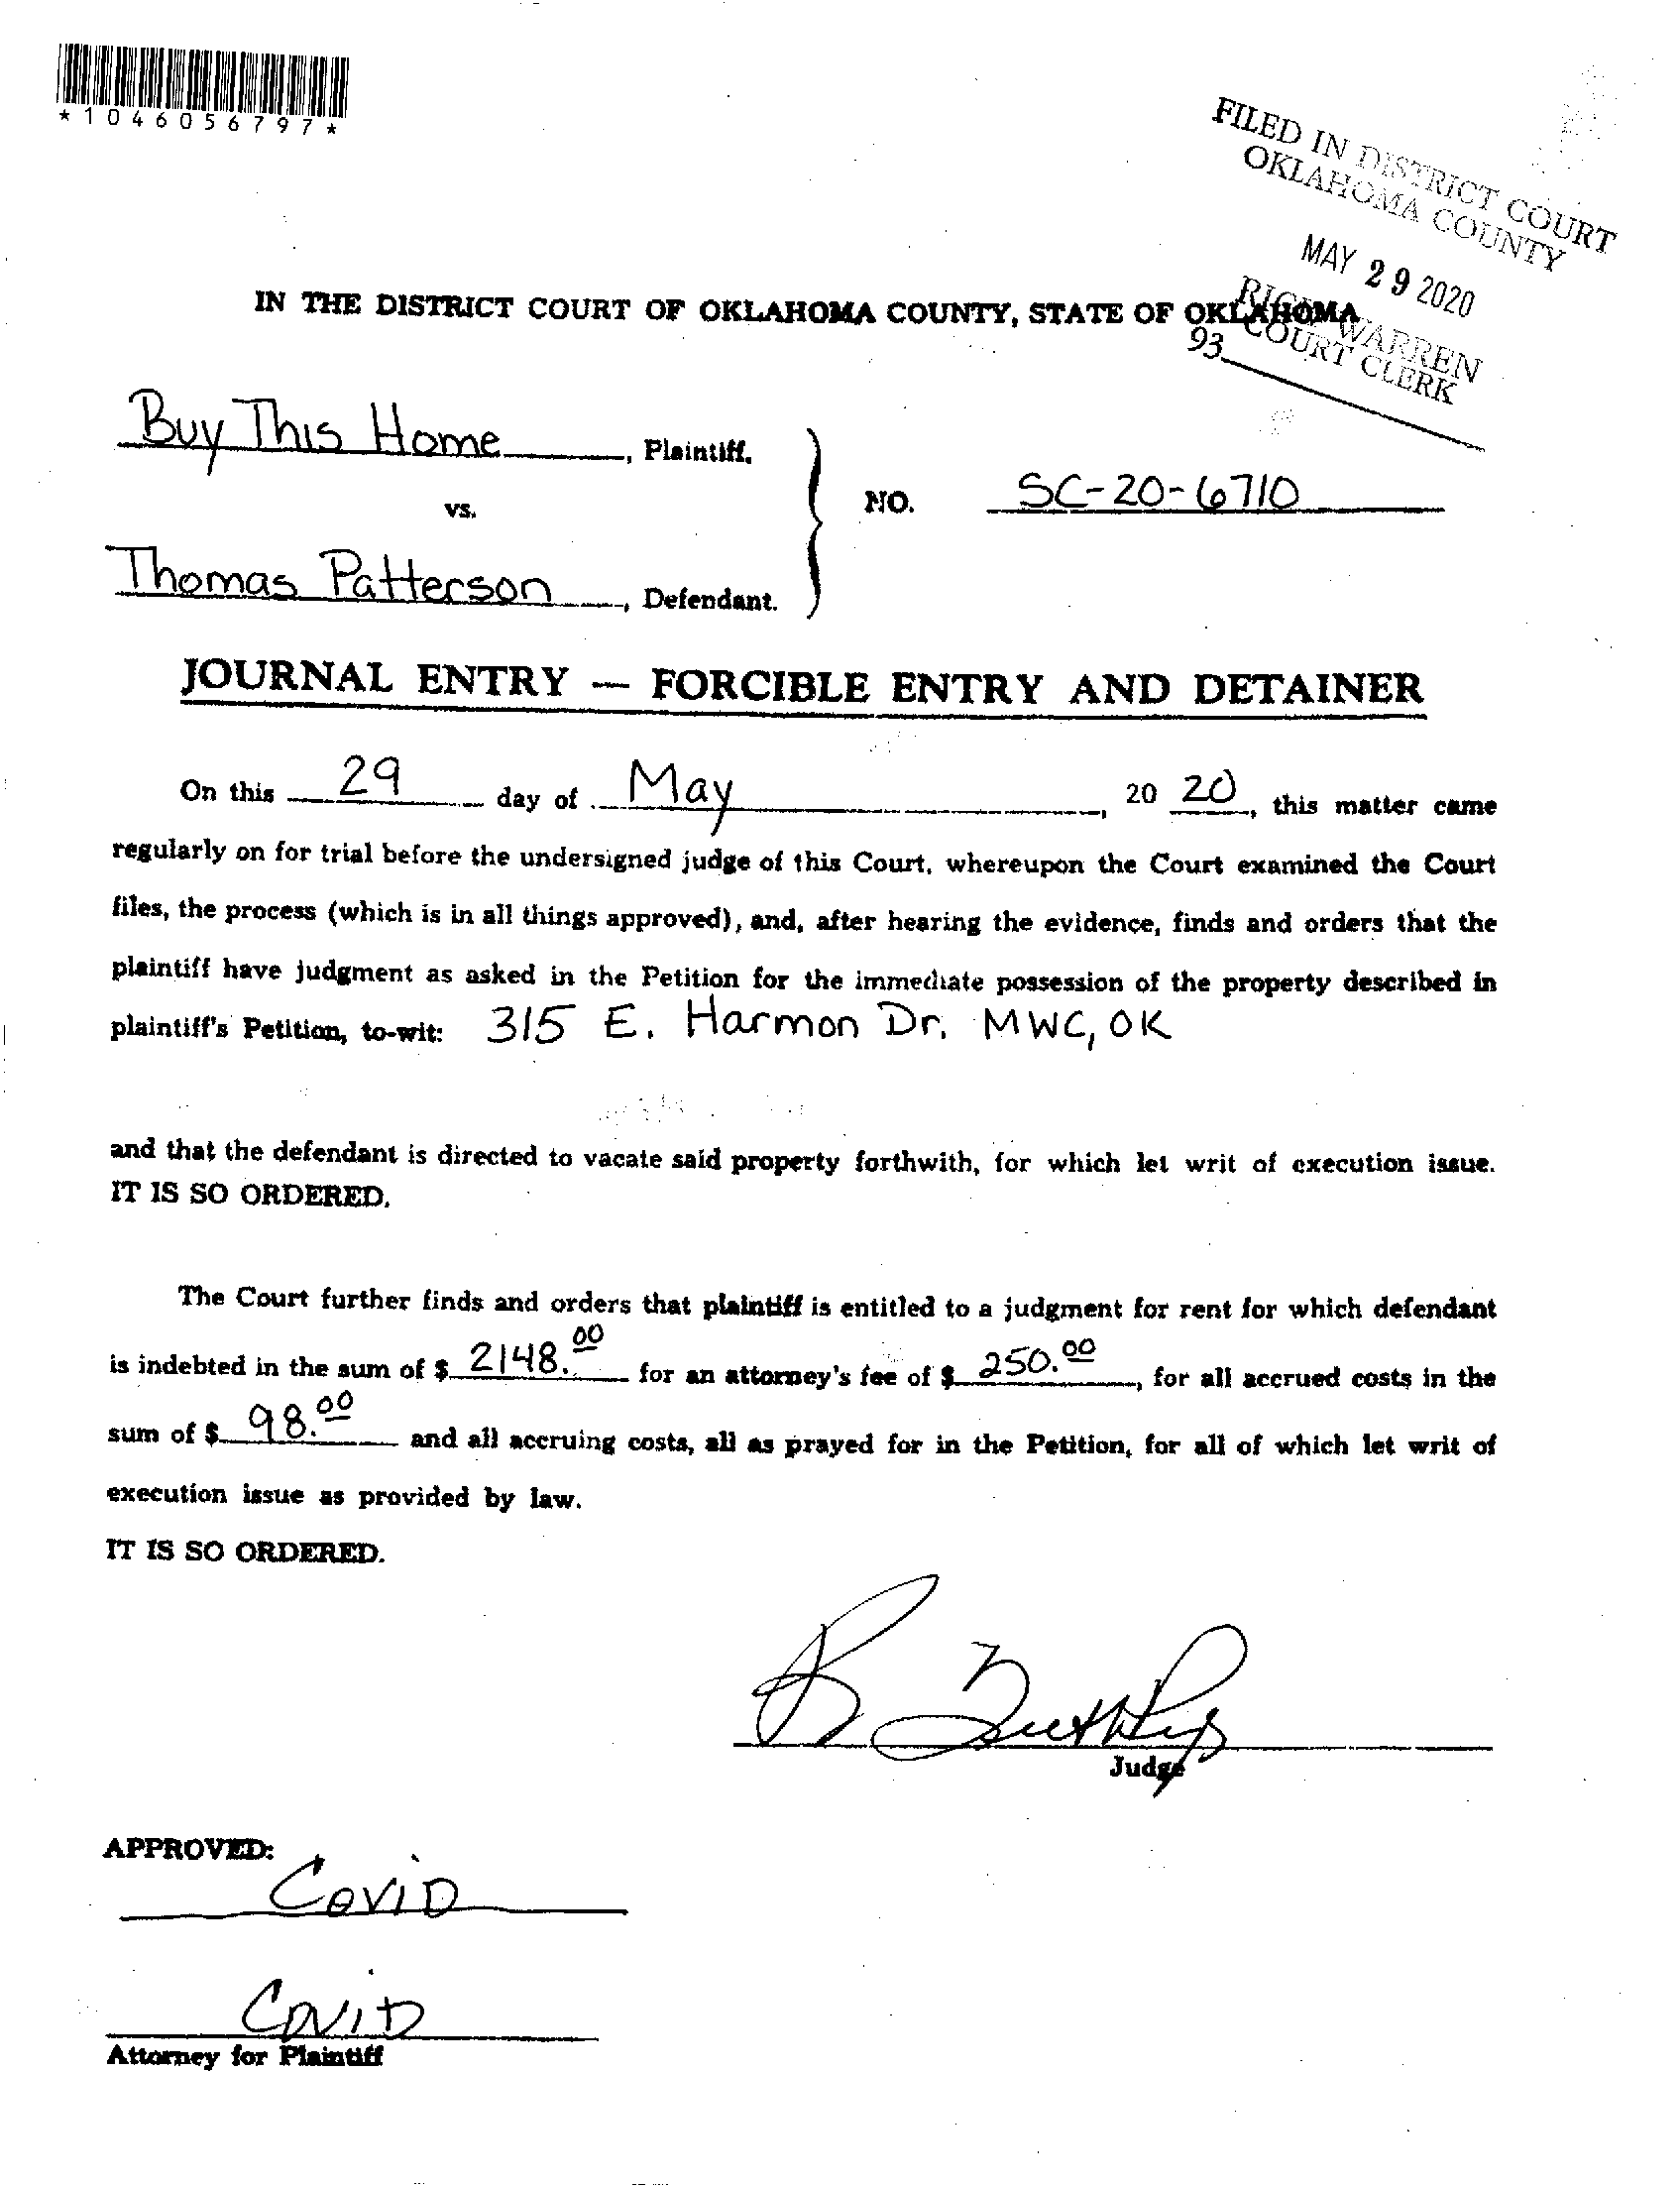 *1046056797*
FILED IN DISTRICT COURT
OKLAHOMA COUNTY
MAY 29 2020
RICK WARREN
COURT CLERK
93
IN THE DISTRICT COURT OF OKLAHOMA COUNTY, STATE OF OKLAHOMA
Buy This Home, Plaintiff,
vs.
NO. SC-20-6710
Thomas Patterson, Defendant.
JOURNAL ENTRY — FORCIBLE ENTRY AND DETAINER
On this 29 day of May, 20 20, this matter came
regularly on for trial before the undersigned judge of this Court, whereupon the Court examined the Court
files, the process (which is in all things approved), and, after hearing the evidence, finds and orders that the
plaintiff have judgment as asked in the Petition for the immediate possession of the property described in
plaintiff's Petition, to-wit: 315 E. Harmon Dr. MWC, OK
and that the defendant is directed to vacate said property forthwith, for which let writ of execution issue.
IT IS SO ORDERED.
The Court further finds and orders that plaintiff is entitled to a judgment for rent for which defendant
is indebted in the sum of $ 2148.00 for an attorney's fee of $ 250.00, for all accrued costs in the
sum of $ 98.00 and all accruing costs, all as prayed for in the Petition, for all of which let writ of
execution issue as provided by law.
IT IS SO ORDERED.
Judge
APPROVED:
COVID
COVID
Attorney for Plaintiff